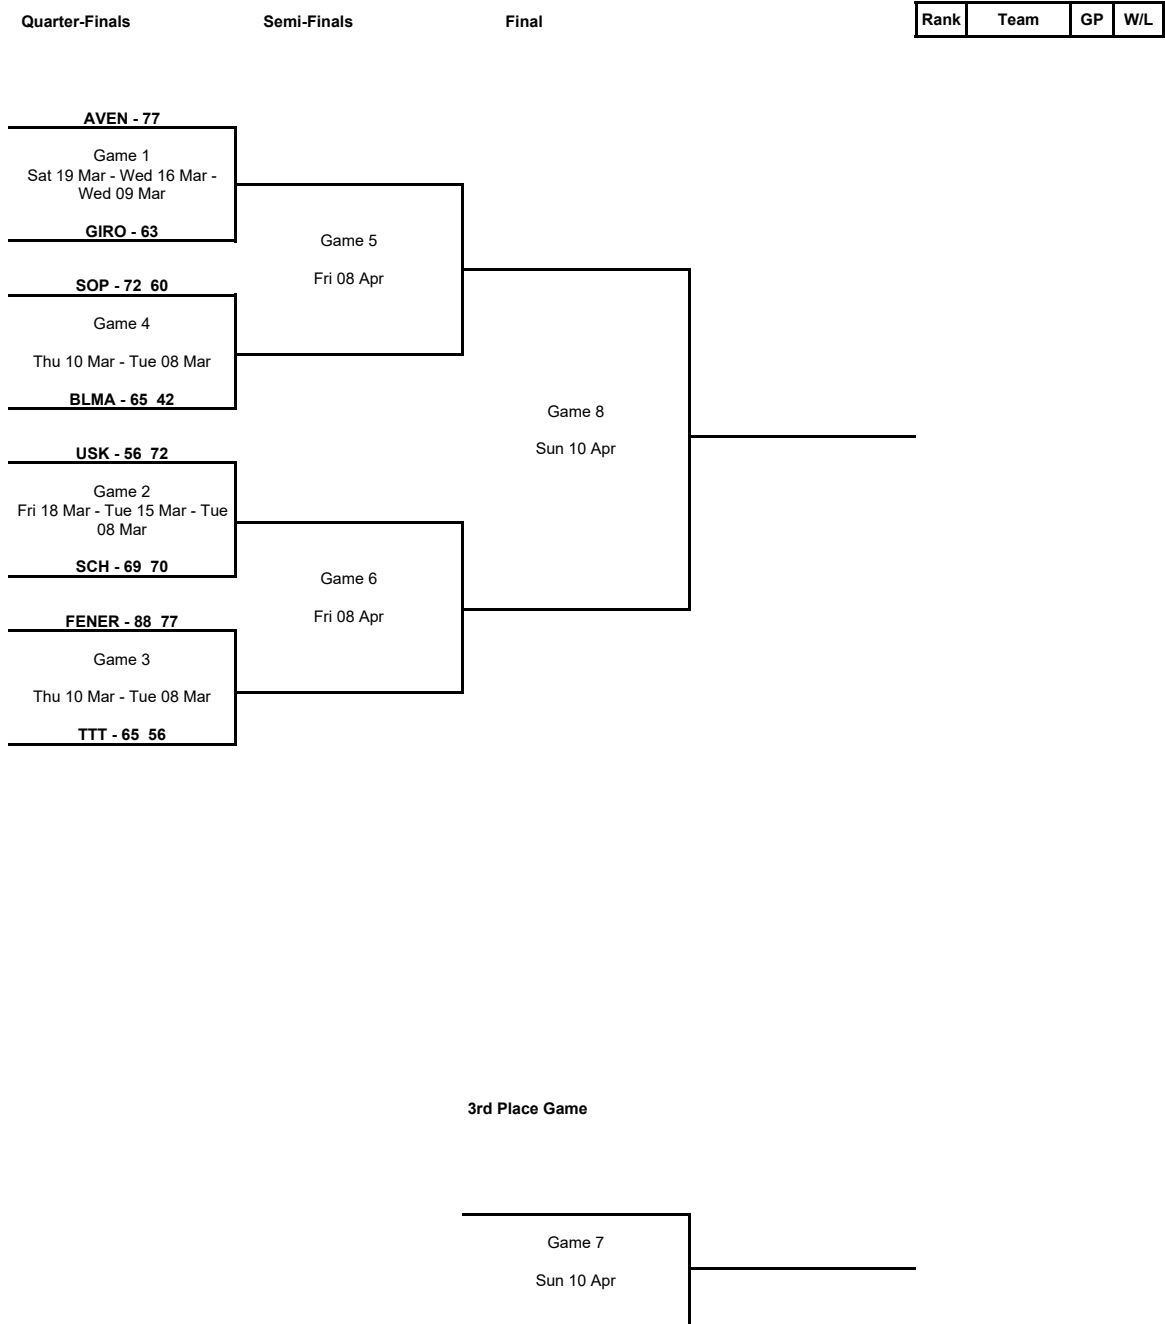 Quarter-Finals Semi-Finals Final Rank Team GP W/L
AVEN - 77
Game 1
Sat 19 Mar - Wed 16 Mar -
Wed 09 Mar
GIRO - 63
Game 5
Fri 08 Apr
SOP - 72 60
Game 4
Thu 10 Mar - Tue 08 Mar
BLMA - 65 42
Game 8
Sun 10 Apr
USK - 56 72
Game 2
Fri 18 Mar - Tue 15 Mar - Tue
08 Mar
SCH - 69 70
Game 6
Fri 08 Apr
FENER - 88 77
Game 3
Thu 10 Mar - Tue 08 Mar
TTT - 65 56
3rd Place Game
Game 7
Sun 10 Apr